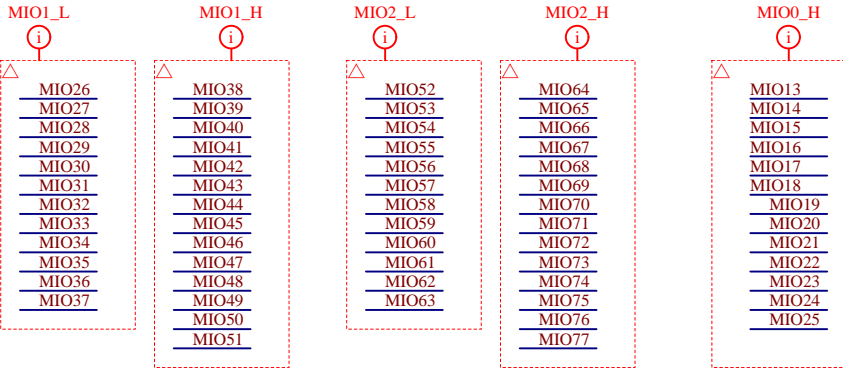 MIO1_L
i
MIO26
MIO27
MIO28
MIO29
MIO30
MIO31
MIO32
MIO33
MIO34
MIO35
MIO36
MIO37
MIO1_H
i
MIO38
MIO39
MIO40
MIO41
MIO42
MIO43
MIO44
MIO45
MIO46
MIO47
MIO48
MIO49
MIO50
MIO51
MIO2_L
i
MIO52
MIO53
MIO54
MIO55
MIO56
MIO57
MIO58
MIO59
MIO60
MIO61
MIO62
MIO63
MIO2_H
i
MIO64
MIO65
MIO66
MIO67
MIO68
MIO69
MIO70
MIO71
MIO72
MIO73
MIO74
MIO75
MIO76
MIO77
MIO0_H
i
MIO13
MIO14
MIO15
MIO16
MIO17
MIO18
MIO19
MIO20
MIO21
MIO22
MIO23
MIO24
MIO25